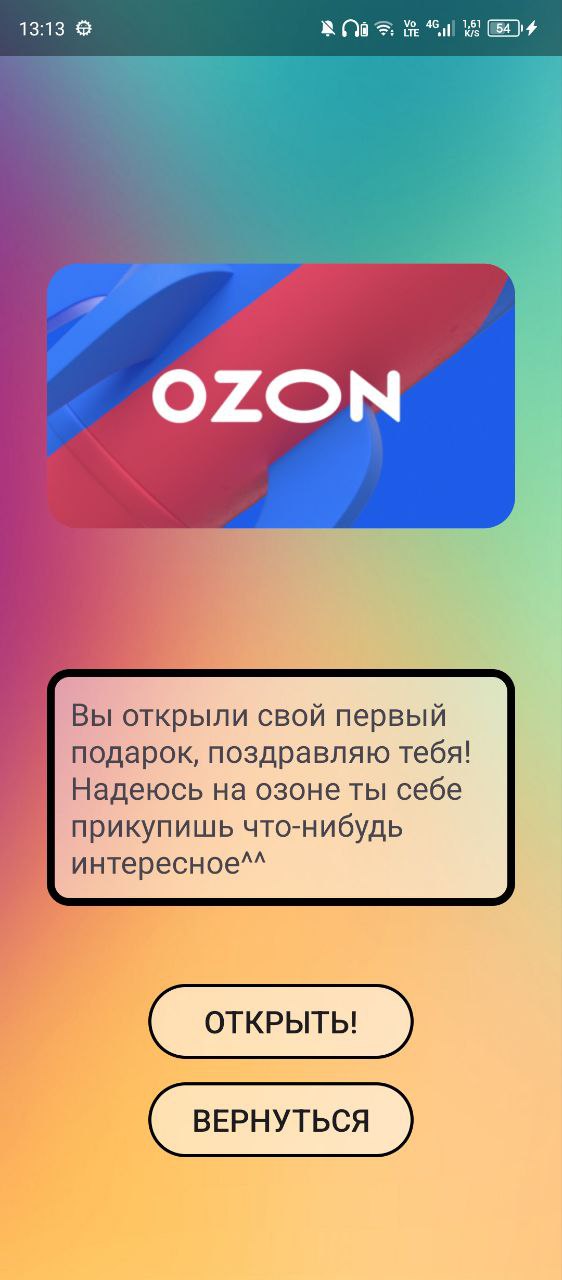 13:13
Vo LTE 4G 1,61 K/S 54
OZON
Вы открыли свой первый
подарок, поздравляю тебя!
Надеюсь на озоне ты себе
прикупишь что-нибудь
интересное^^
ОТКРЫТЬ!
ВЕРНУТЬСЯ